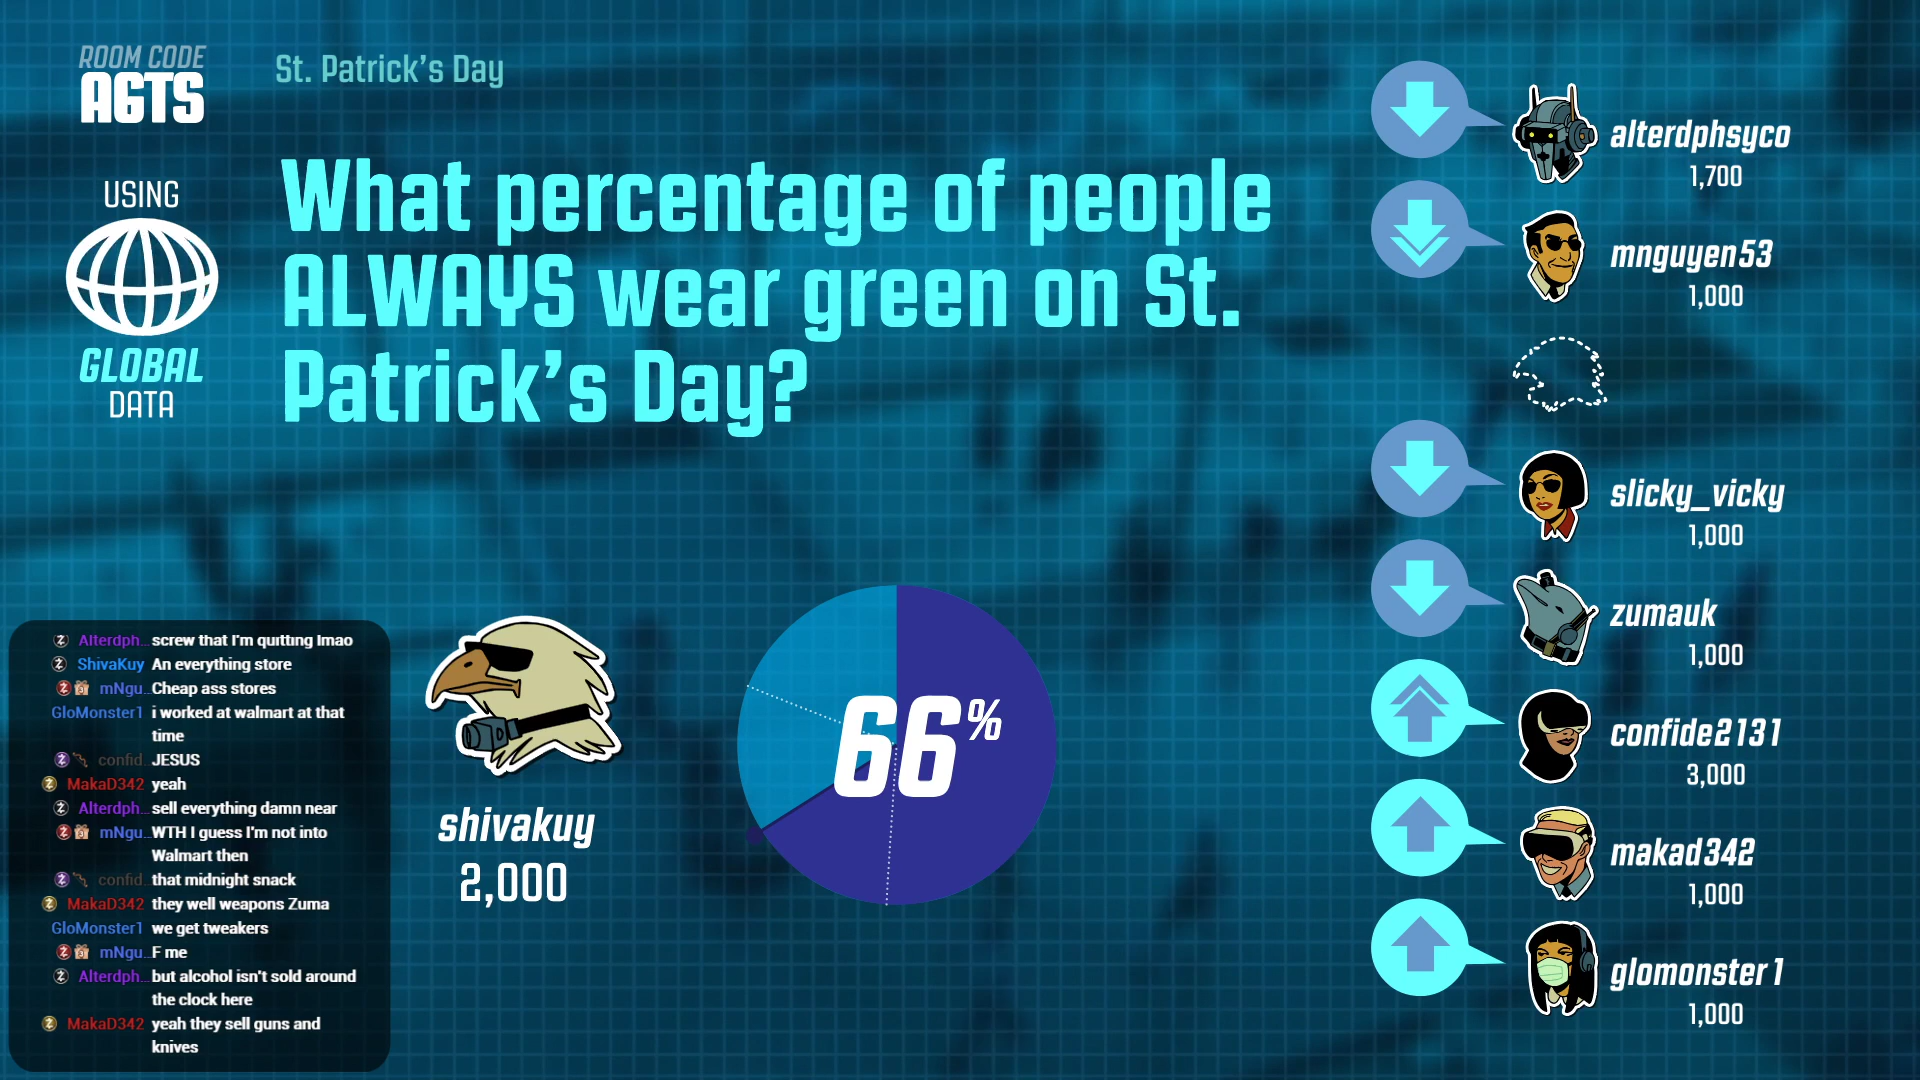 ROOM CODE
AGTS
St. Patrick's Day
USING
GLOBAL
DATA
What percentage of people
ALWAYS wear green on St.
Patrick's Day?
alterdphsyco
1,700
mnguyen53
1,000
slicky_vicky
1,000
zumauk
1,000
confide2131
3,000
makad342
1,000
glomonster1
1,000
shivakuy
2,000
66%
Alterdph... screw that I'm quitting lmao
ShivaKuy An everything store
mNgu... Cheap ass stores
GloMonster1 i worked at walmart at that
time
confid... JESUS
MakaD342 yeah
Alterdph... sell everything damn near
mNgu... WTH I guess I'm not into
Walmart then
confid... that midnight snack
MakaD342 they well weapons Zuma
GloMonster1 we get tweakers
mNgu... F me
Alterdph... but alcohol isn't sold around
the clock here
MakaD342 yeah they sell guns and
knives